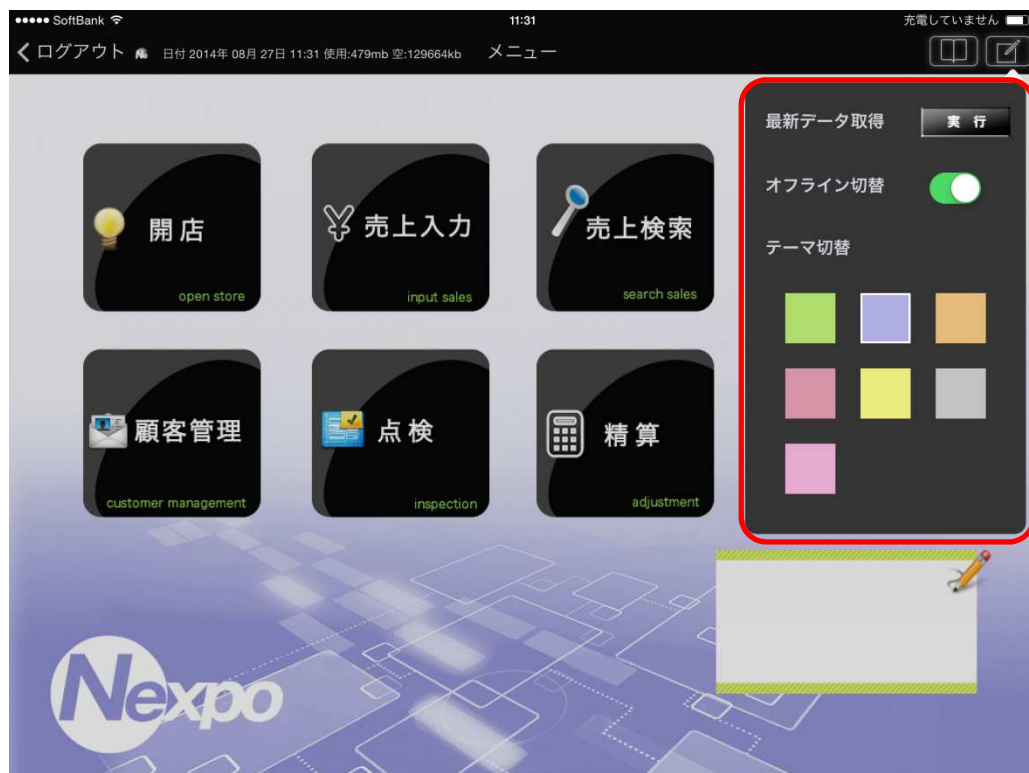 SoftBank
11:31
充電していません
ログアウト
日付 2014年 08月 27日 11:31 使用:479mb 空:129664kb
メニュー
最新データ取得
実 行
オフライン切替
テーマ切替
開店
open store
売上入力
input sales
売上検索
search sales
顧客管理
customer management
点検
inspection
精算
adjustment
Nexpo